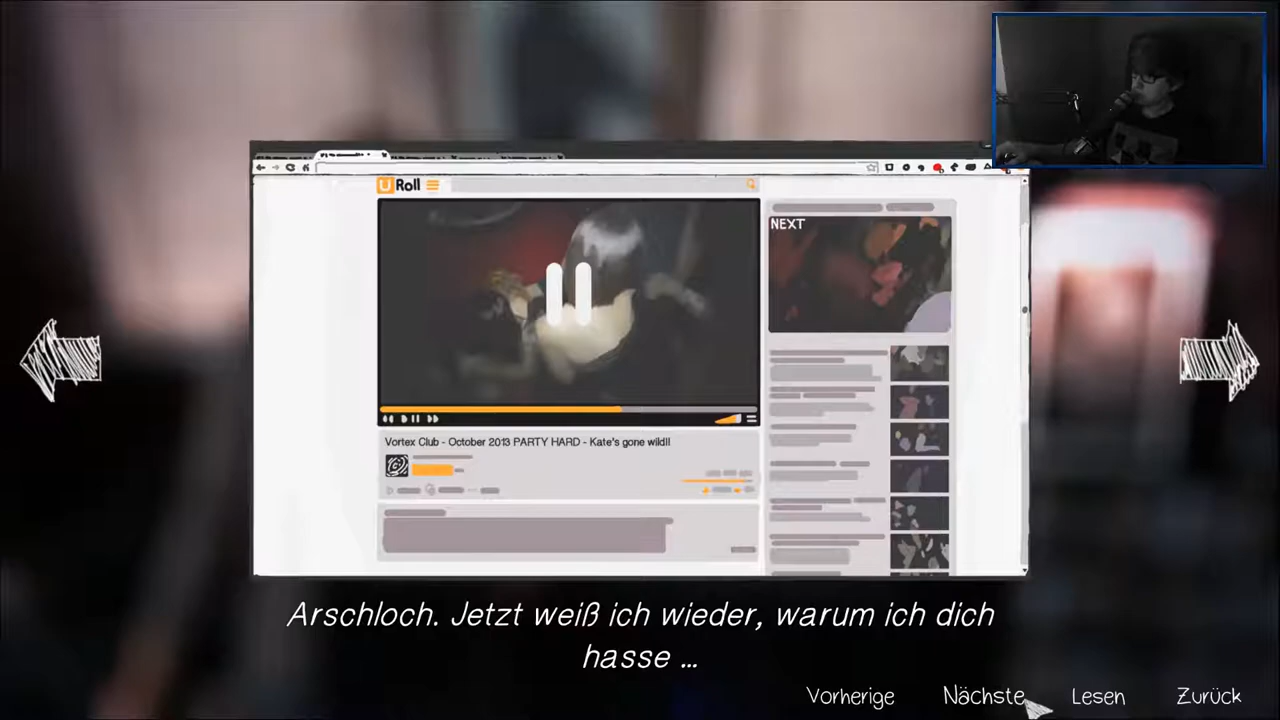 U Roll
NEXT
Vortex Club - October 2013 PARTY HARD - Kate's gone wild!!
Arschloch. Jetzt weiß ich wieder, warum ich dich
hasse ...
Vorherige Nächste Lesen Zurück